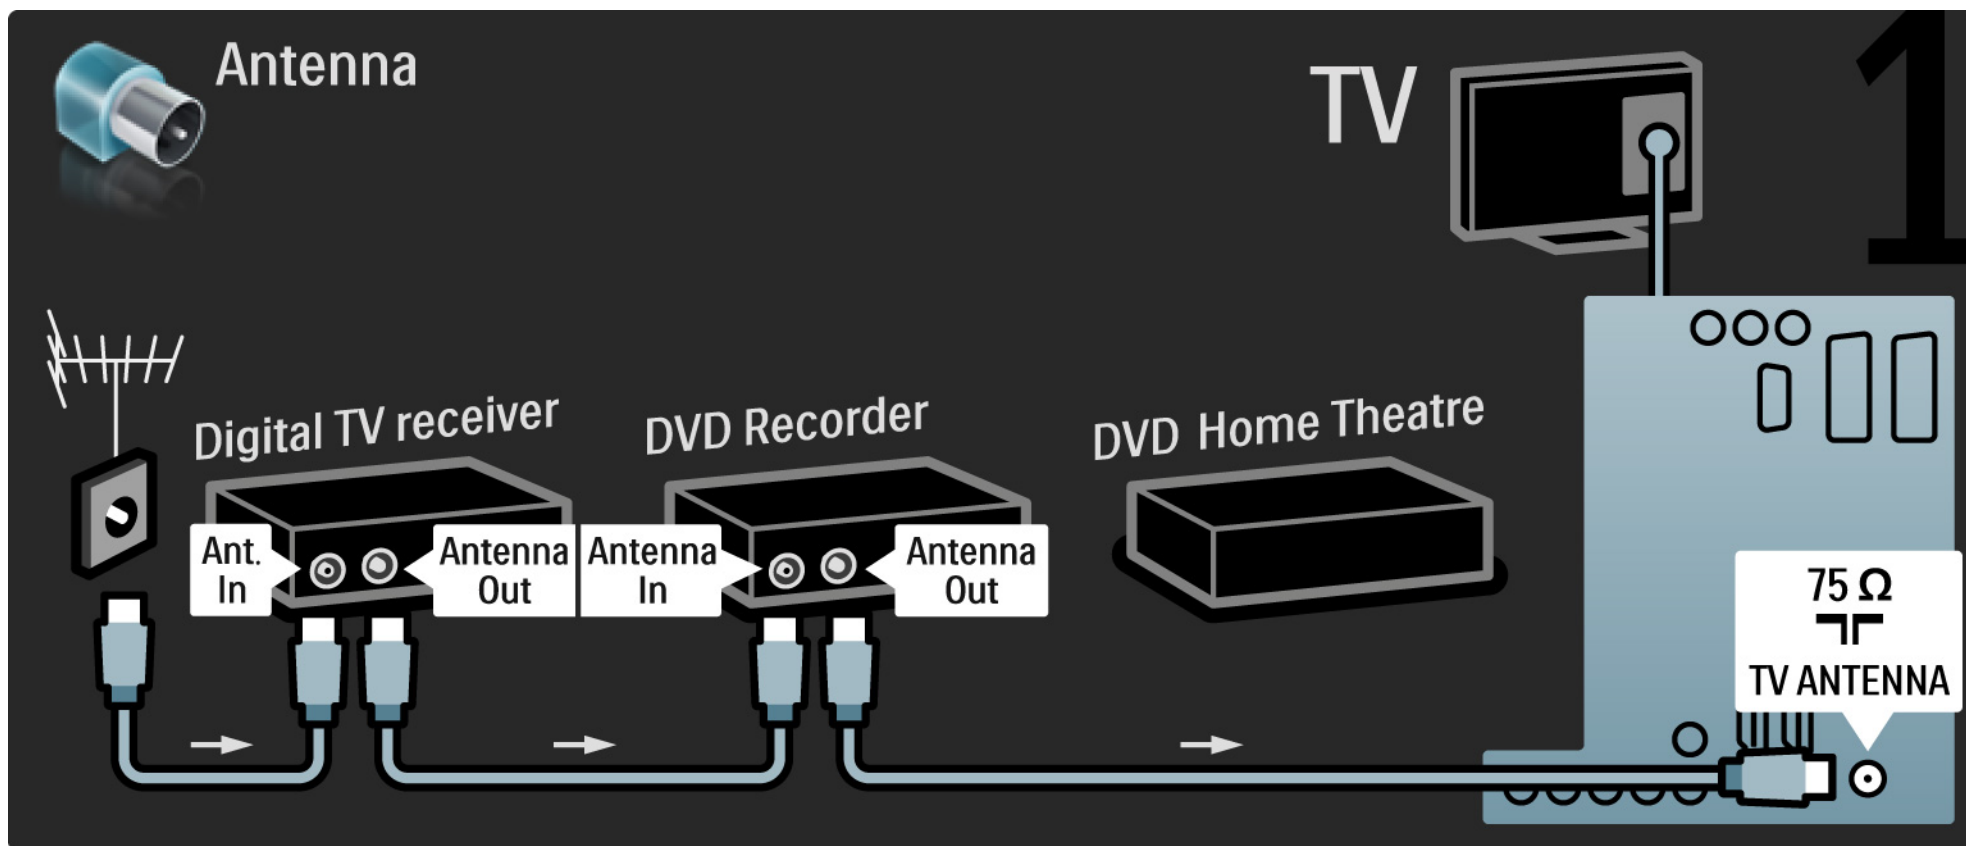 Antenna
TV
1
Digital TV receiver
DVD Recorder
DVD Home Theatre
Ant.
In
Antenna
Out
Antenna
In
Antenna
Out
75 Ω
TV ANTENNA